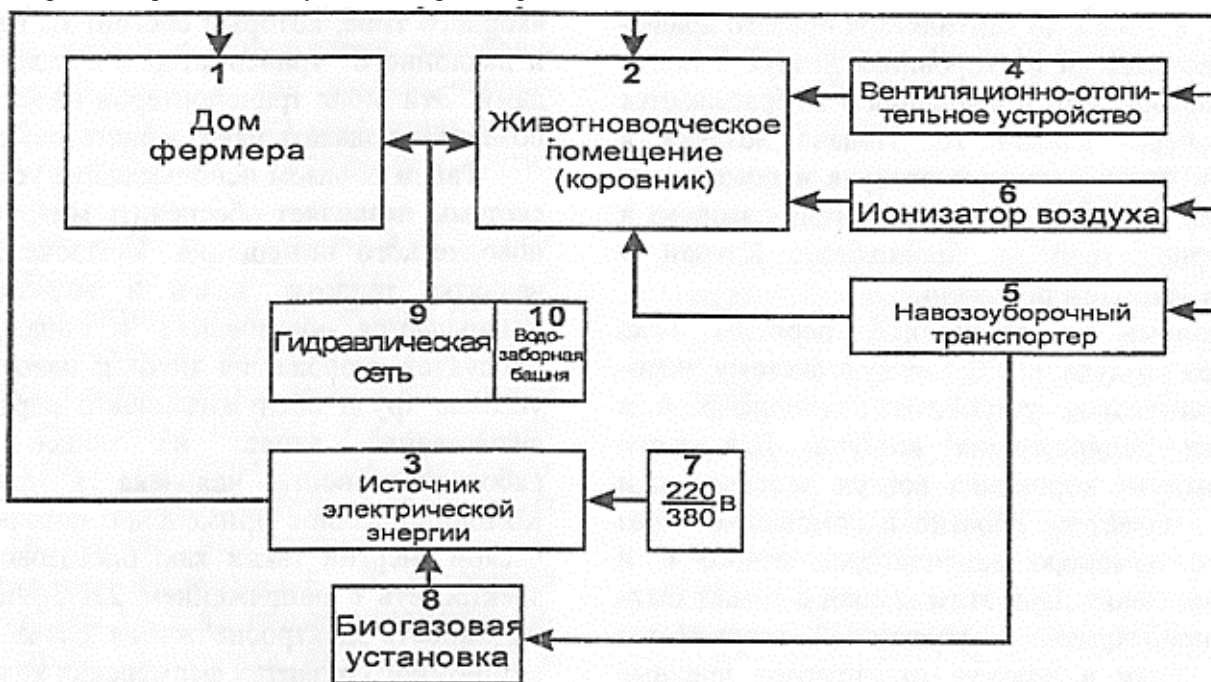 1
Дом
фермера
2
Животноводческое
помещение
(коровник)
4
Вентиляционно-отопи-
тельное устройство
6
Ионизатор воздуха
5
Навозоуборочный
транспортер
9
Гидравлическая
сеть
10
Водо-
заборная
башня
3
Источник
электрической
энергии
7
220
380 В
8
Биогазовая
установка